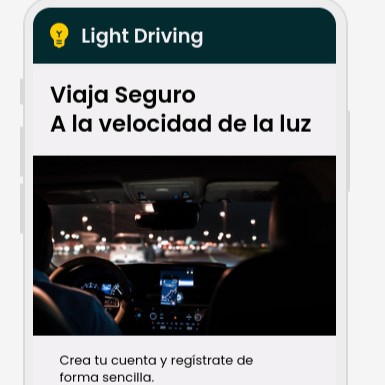 Light Driving
Viaja Seguro
A la velocidad de la luz
Crea tu cuenta y regístrate de
forma sencilla.